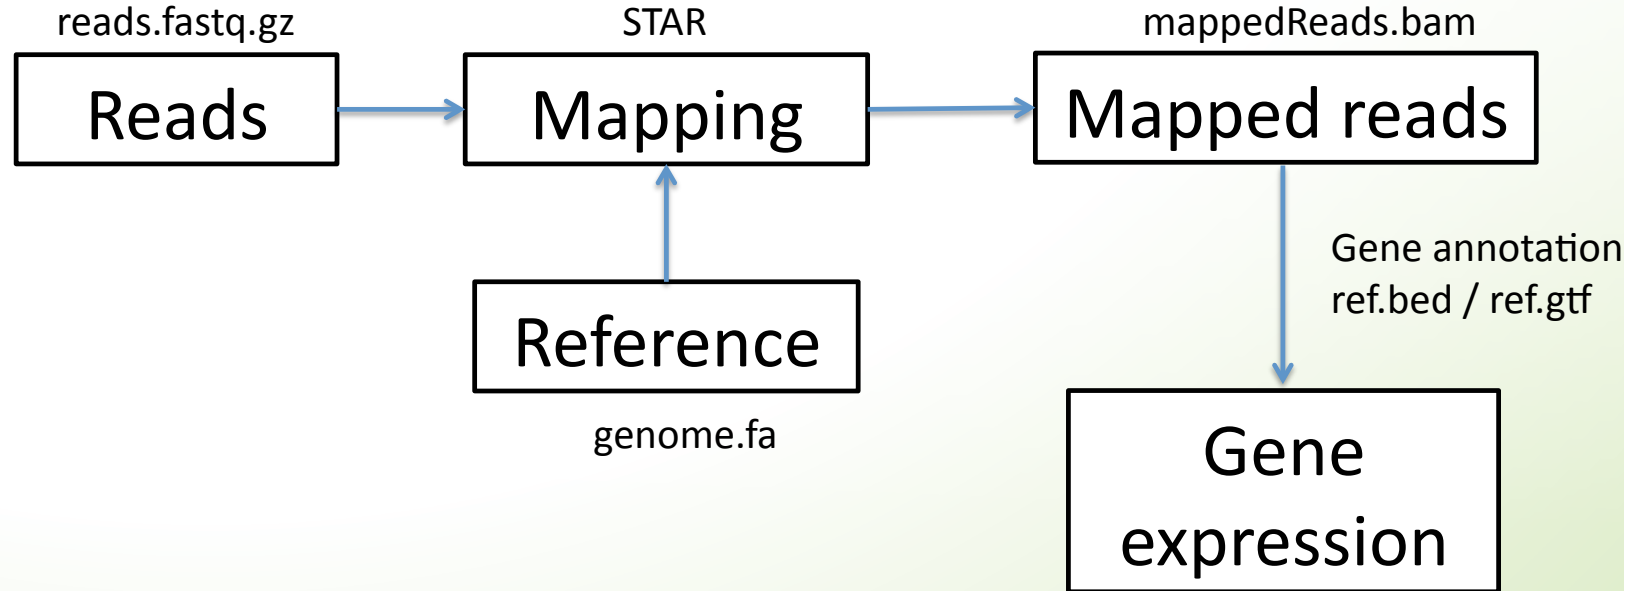 reads.fastq.gz
STAR
mappedReads.bam
Reads
Mapping
Mapped reads
Gene annotation
ref.bed / ref.gtf
Reference
genome.fa
Gene
expression